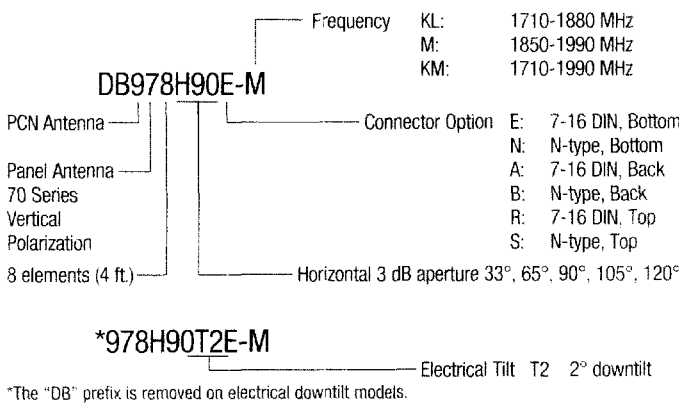 Frequency KL: 1710-1880 MHz
M: 1850-1990 MHz
KM: 1710-1990 MHz
DB978H90E-M
PCN Antenna
Connector Option E: 7-16 DIN, Bottom
N: N-type, Bottom
Panel Antenna
A: 7-16 DIN, Back
70 Series
B: N-type, Back
Vertical
R: 7-16 DIN, Top
Polarization
S: N-type, Top
8 elements (4 ft.)
Horizontal 3 dB aperture 33°, 65°, 90°, 105°, 120°
*978H90T2E-M
Electrical Tilt T2 2° downtilt
*The “DB” prefix is removed on electrical downtilt models.